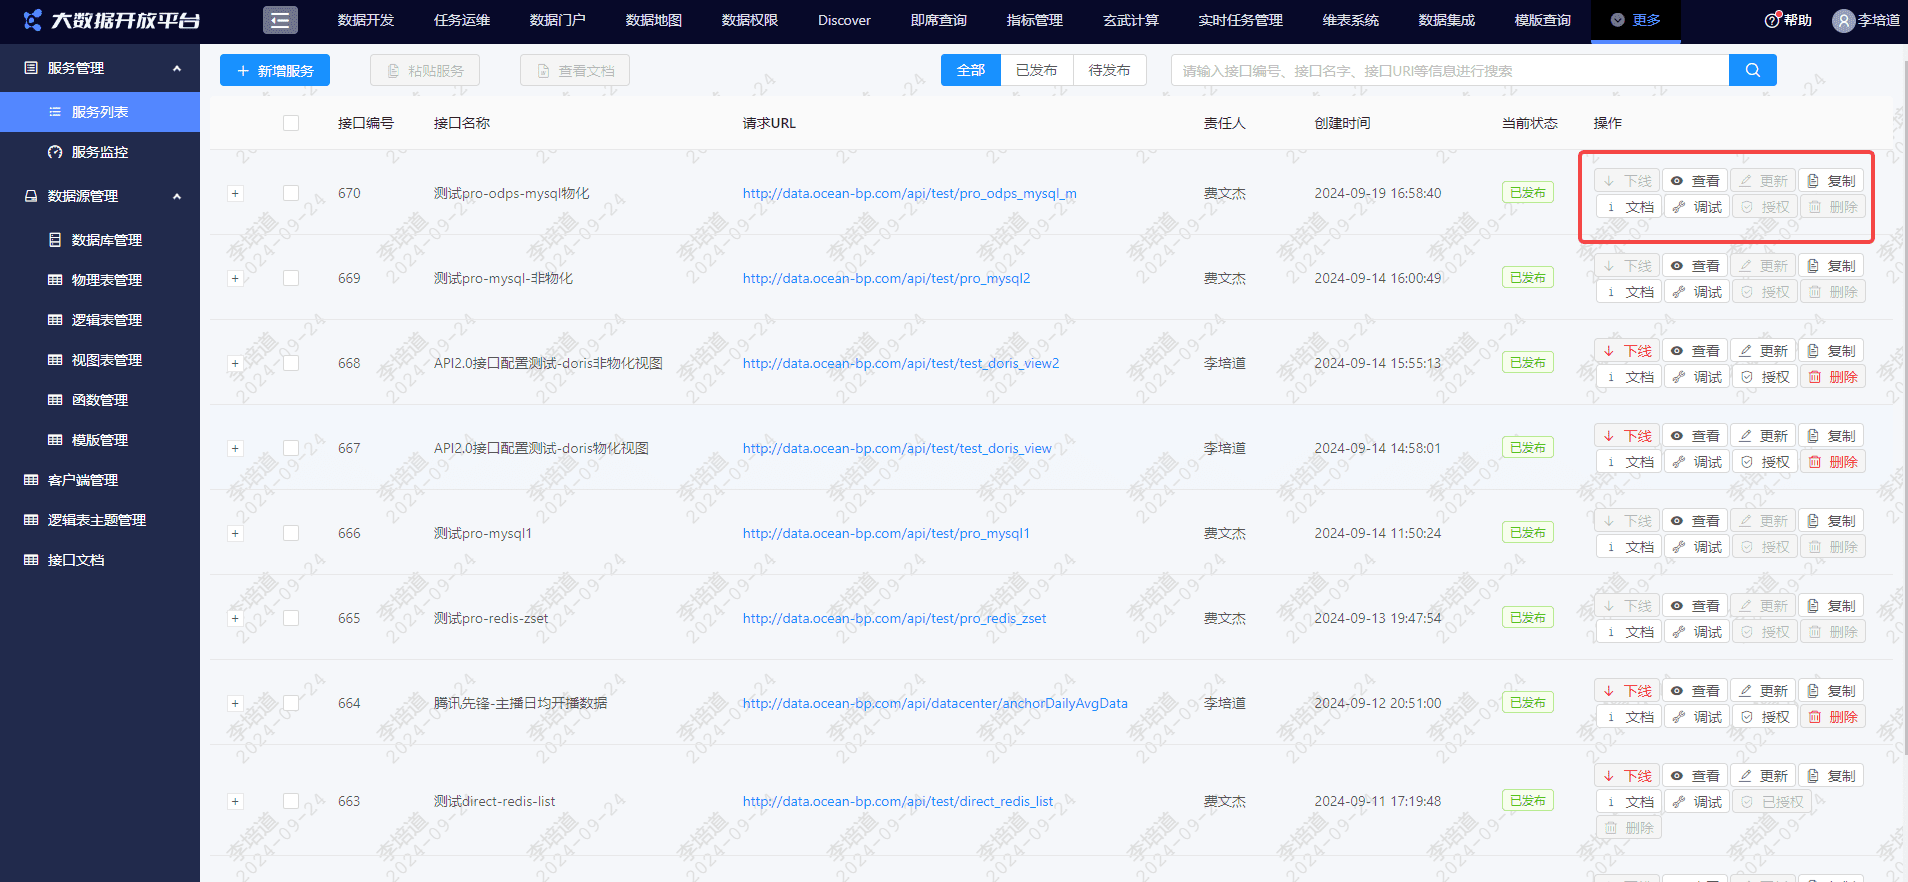 大数据开放平台
数据开发 任务运维 数据门户 数据地图 数据权限 Discover 即席查询 指标管理 玄武计算 实时任务管理 维表系统 数据集成 模版查询 更多 帮助 李培道
服务管理
服务列表
服务监控
数据源管理
数据库管理
物理表管理
逻辑表管理
视图表管理
函数管理
模版管理
客户端管理
逻辑表主题管理
接口文档
+ 新增服务 粘贴服务 查看文档 全部 已发布 待发布 请输入接口编号、接口名字、接口URI等信息进行搜索
接口编号 接口名称 请求URL 责任人 创建时间 当前状态 操作
670 测试pro-odps-mysql物化 http://data.ocean-bp.com/api/test/pro_odps_mysql_m 费文杰 2024-09-19 16:58:40 已发布
下线 查看 更新 复制
文档 调试 授权 删除
669 测试pro-mysql-非物化 http://data.ocean-bp.com/api/test/pro_mysql2 费文杰 2024-09-14 16:00:49 已发布
下线 查看 更新 复制
文档 调试 授权 删除
668 API2.0接口配置测试-doris非物化视图 http://data.ocean-bp.com/api/test/test_doris_view2 李培道 2024-09-14 15:55:13 已发布
下线 查看 更新 复制
文档 调试 授权 删除
667 API2.0接口配置测试-doris物化视图 http://data.ocean-bp.com/api/test/test_doris_view 李培道 2024-09-14 14:58:01 已发布
下线 查看 更新 复制
文档 调试 授权 删除
666 测试pro-mysql1 http://data.ocean-bp.com/api/test/pro_mysql1 费文杰 2024-09-14 11:50:24 已发布
下线 查看 更新 复制
文档 调试 授权 删除
665 测试pro-redis-zset http://data.ocean-bp.com/api/test/pro_redis_zset 费文杰 2024-09-13 19:47:54 已发布
下线 查看 更新 复制
文档 调试 授权 删除
664 腾讯先锋-主播日均开播数据 http://data.ocean-bp.com/api/datacenter/anchorDailyAvgData 李培道 2024-09-12 20:51:00 已发布
下线 查看 更新 复制
文档 调试 授权 删除
663 测试direct-redis-list http://data.ocean-bp.com/api/test/direct_redis_list 费文杰 2024-09-11 17:19:48 已发布
下线 查看 更新 复制
文档 调试 已授权
删除
李培道
2024-09-24